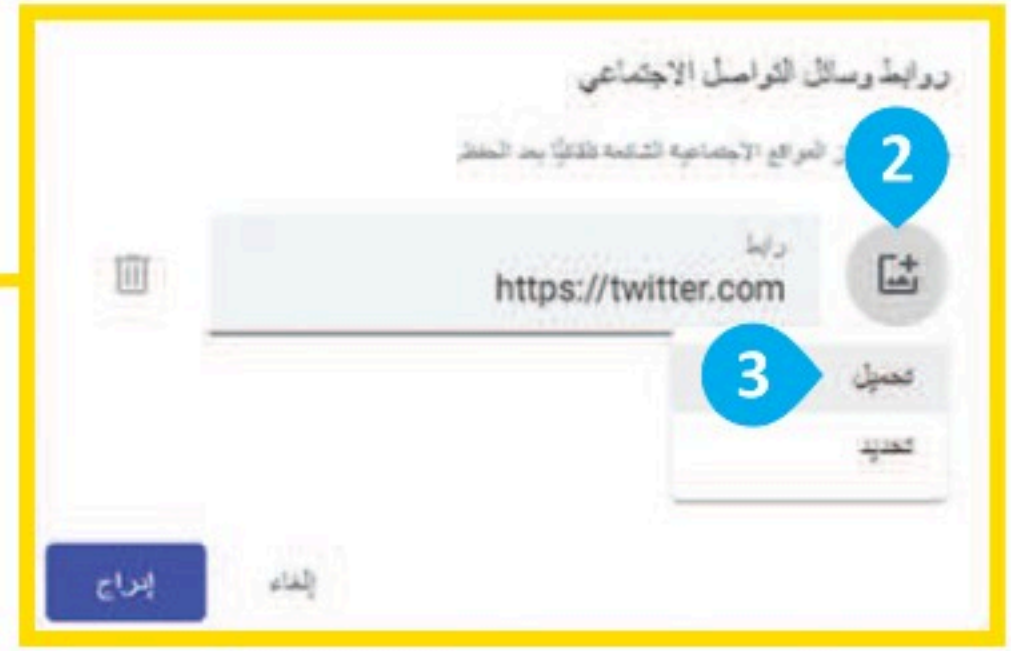 روابط وسائل التواصل الاجتماعي
المواقع الاجتماعية الشائعة تلقائيًا بعد الحفظ
2
رابط
https://twitter.com
3
تحميل
تحديد
إلغاء
إدراج